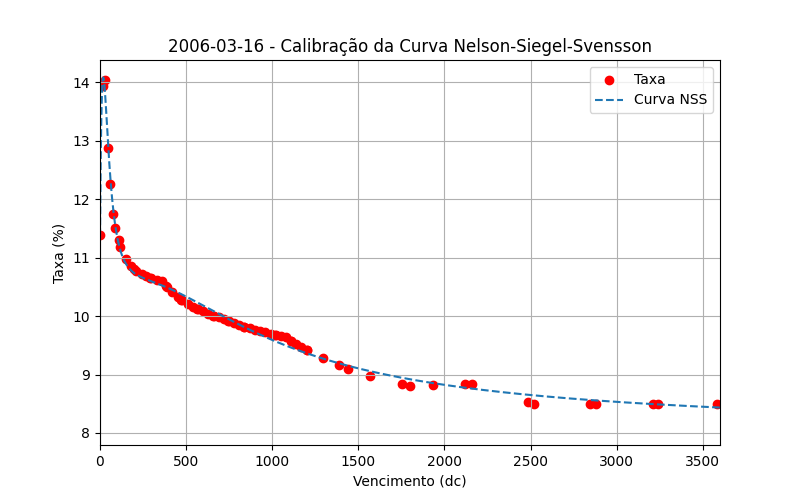 2006-03-16 - Calibração da Curva Nelson-Siegel-Svensson
Taxa
Curva NSS
14
13
12
11
10
9
8
Taxa (%)
0 500 1000 1500 2000 2500 3000 3500
Vencimento (dc)